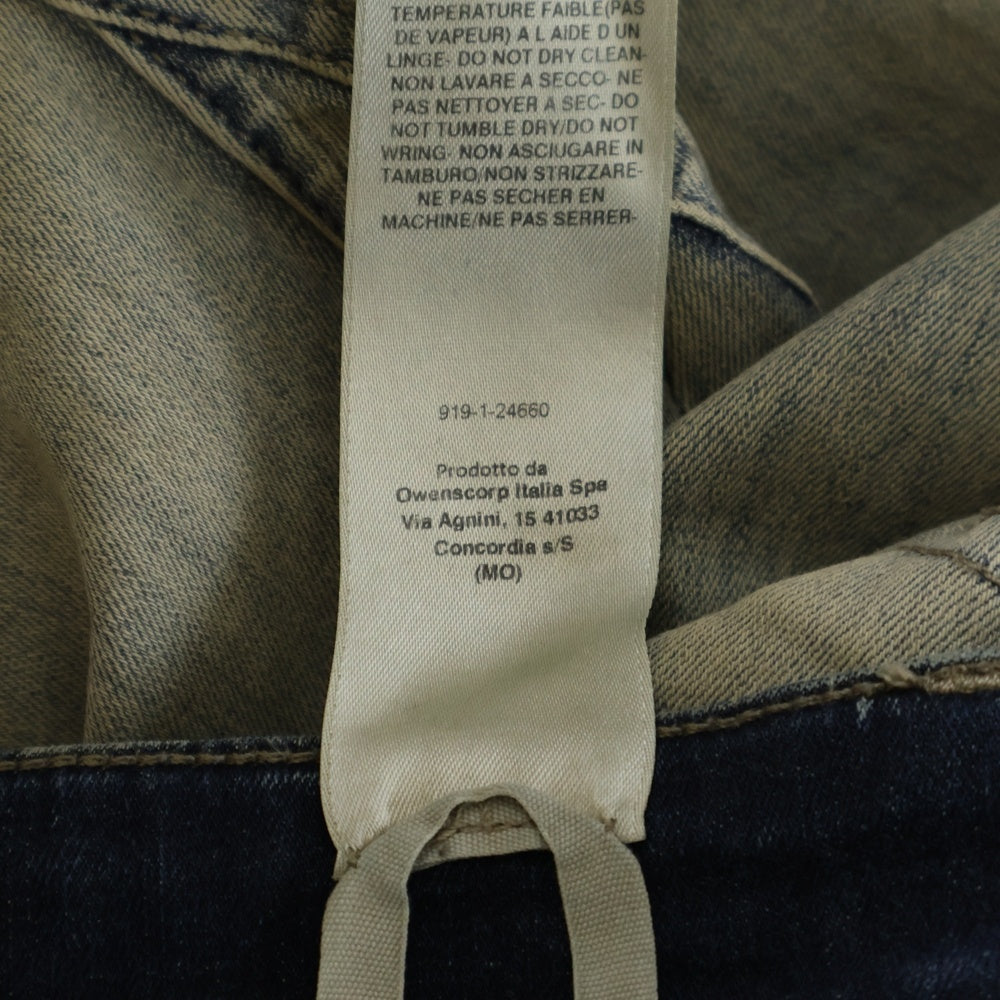 TEMPERATURE FAIBLE(PAS
DE VAPEUR) A L AIDE D UN
LINGE- DO NOT DRY CLEAN-
NON LAVARE A SECCO- NE
PAS NETTOYER A SEC- DO
NOT TUMBLE DRY/DO NOT
WRING- NON ASCIUGARE IN
TAMBURO/NON STRIZZARE-
NE PAS SECHER EN
MACHINE/NE PAS SERRER-
919-1-24660
Prodotto da
Owenscorp Italia Spa
Via Agnini, 15 41033
Concordia s/S
(MO)